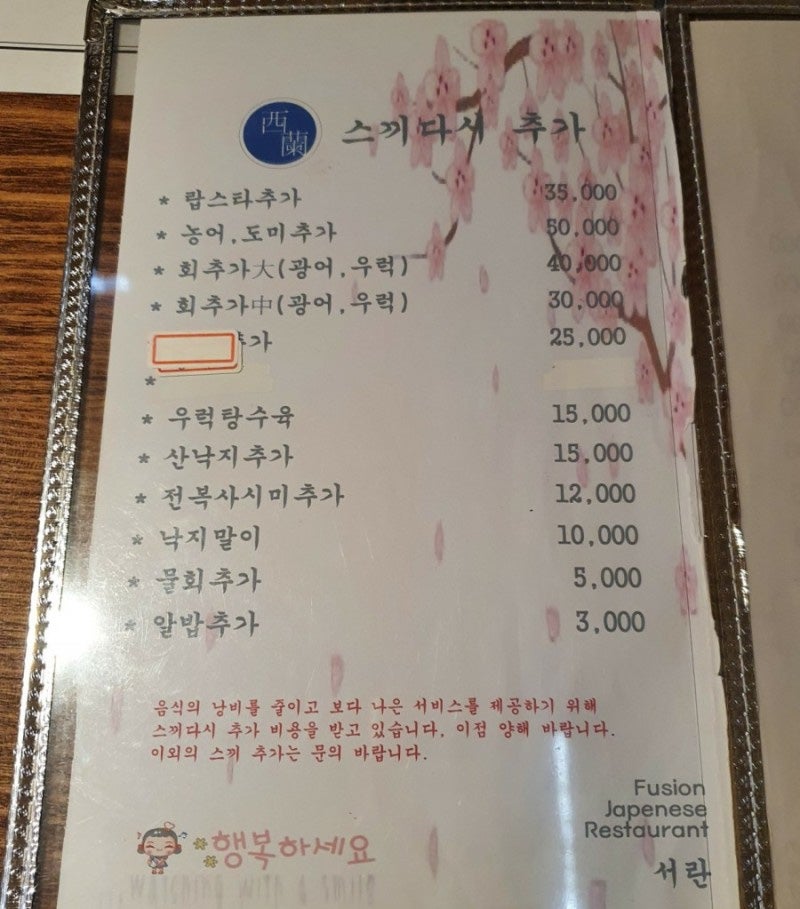 西蘭
스끼다시 추가
* 랍스타추가 35,000
* 농어,도미추가 50,000
* 회추가大(광어,우럭) 40,000
* 회추가中(광어,우럭) 30,000
추가 25,000
*
* 우럭탕수육 15,000
* 산낙지추가 15,000
* 전복사시미추가 12,000
* 낙지말이 10,000
* 물회추가 5,000
* 알밥추가 3,000
음식의 낭비를 줄이고 보다 나은 서비스를 제공하기 위해
스끼다시 추가 비용을 받고 있습니다, 이점 양해 바랍니다.
이외의 스끼 추가는 문의 바랍니다.
Fusion
Japenese
Restaurant
서란
행복하세요